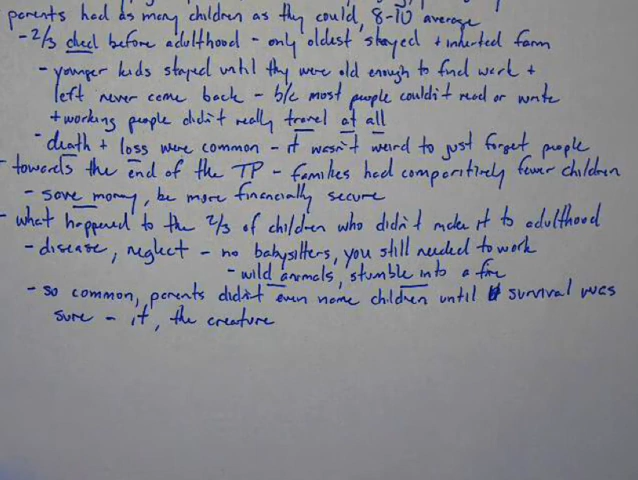 parents had as many children as they could, 8-10 average
- 2/3 died before adulthood - only oldest stayed + inherited farm
- younger kids stayed until they were old enough to find work +
left never come back - b/c most people couldn't read or write
+ working people didn't really travel at all
- death + loss were common - it wasn't weird to just forget people
- towards the end of the TP - families had comparitively fewer children
- save money, be more financially secure
- what happened to the 2/3 of children who didn't make it to adulthood
- disease, neglect - no babysitters, you still needed to work
- wild animals, stumble into a fire
- so common, parents didn't even name children until survival was
sure - it, the creature